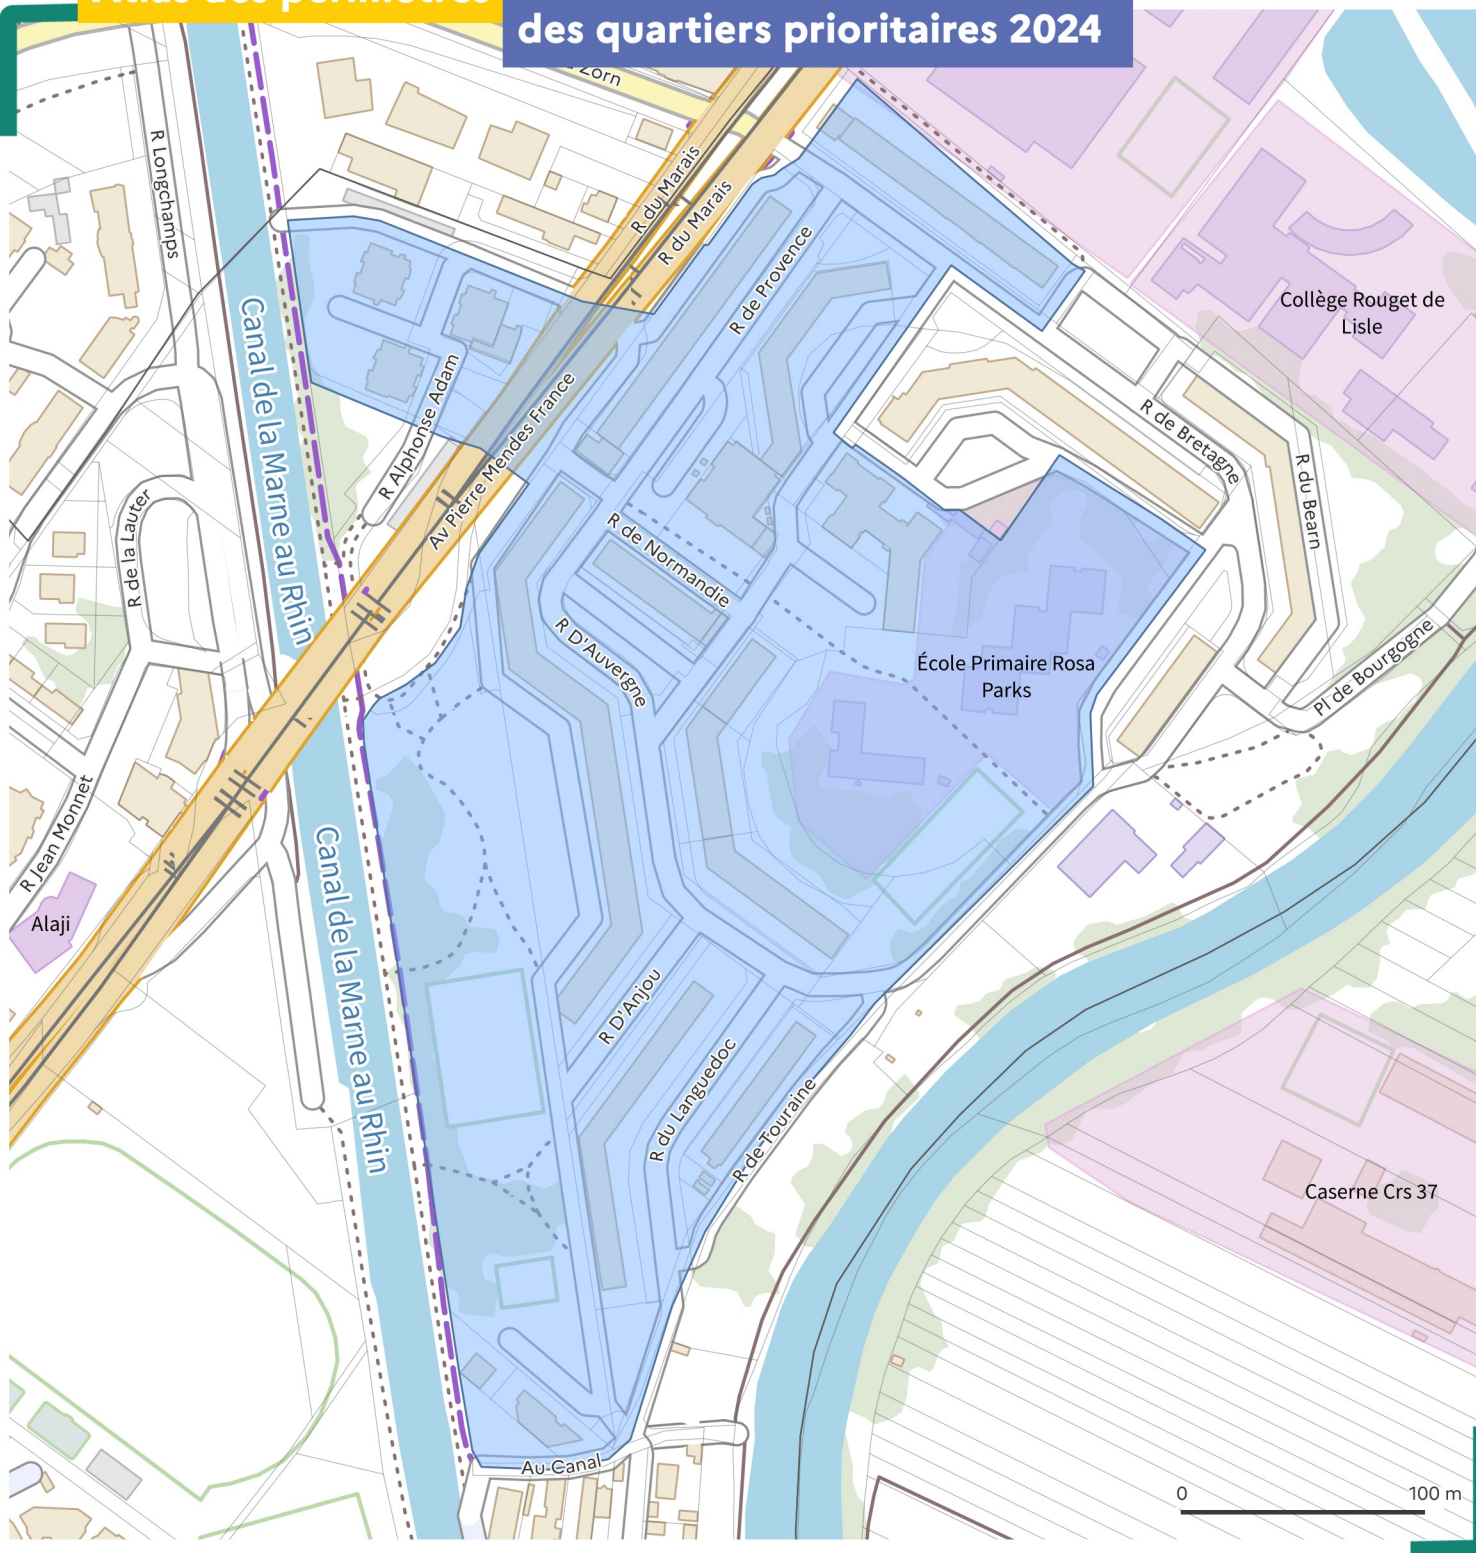 Atlas des périmètres
des quartiers prioritaires 2024
Zorn
R Longchamps
R du Marais
R du Marais
R de Provence
Collège Rouget de
Lisle
Canal de la Marne au Rhin
R Alphonse Adam
Av Pierre Mendes France
R de Bretagne
R du Bearn
R de la Lauter
R de Normandie
R D'Auvergne
École Primaire Rosa
Parks
Pl de Bourgogne
R Jean Monnet
Alaji
Canal de la Marne au Rhin
R D'Anjou
R du Languedoc
R de Touraine
Caserne Crs 37
Au Canal
0 100 m